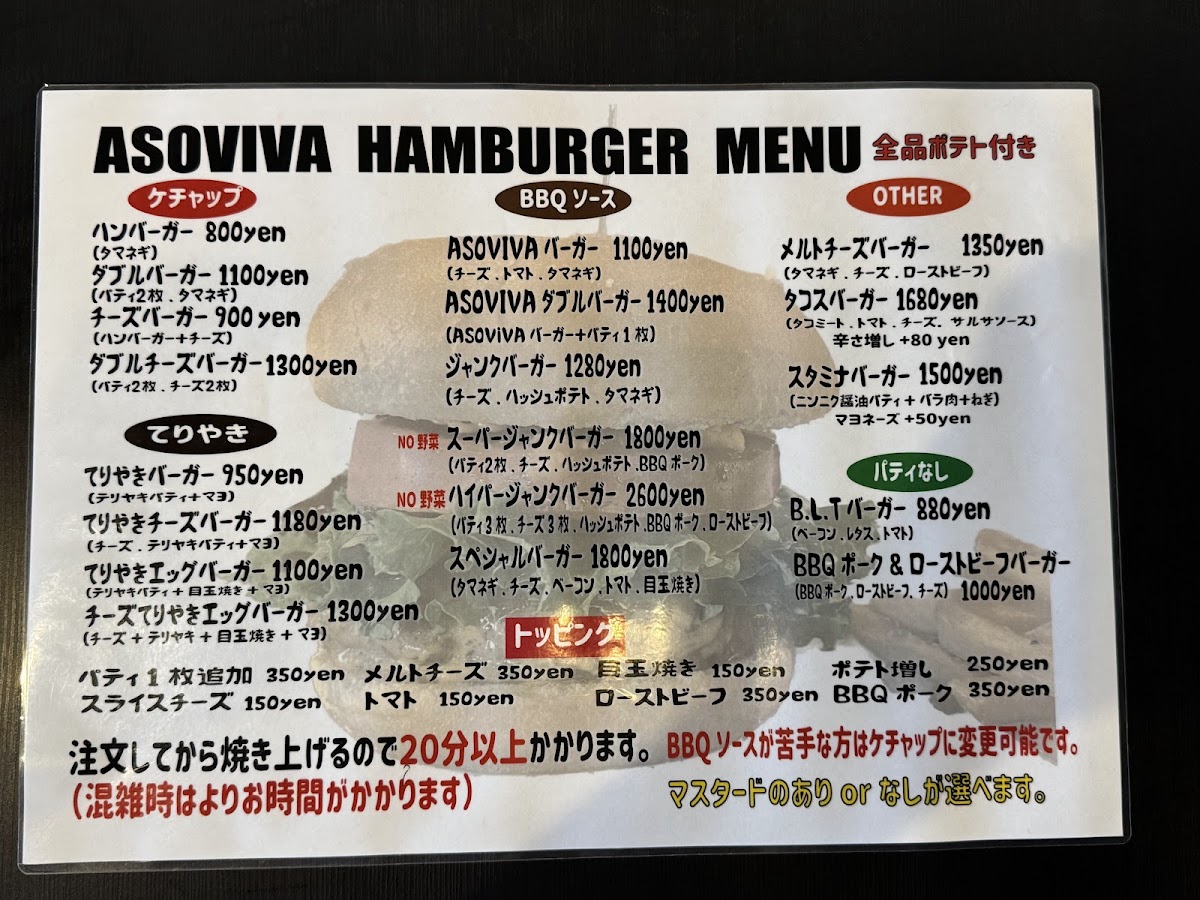 ASOVIVA HAMBURGER MENU 全品ポテト付き
ケチャップ
ハンバーガー 800yen
(タマネギ)
ダブルバーガー 1100yen
(パティ2枚.タマネギ)
チーズバーガー 900yen
(ハンバーガー+チーズ)
ダブルチーズバーガー 1300yen
(パティ2枚.チーズ2枚)
てりやき
てりやきバーガー 950yen
(テリヤキパティ+マヨ)
てりやきチーズバーガー 1180yen
(チーズ.テリヤキパティ+マヨ)
てりやきエッグバーガー 1100yen
(テリヤキパティ+目玉焼き+マヨ)
チーズてりやきエッグバーガー 1300yen
(チーズ+テリヤキ+目玉焼き+マヨ)
BBQ ソース
ASOVIVA バーガー 1100yen
(チーズ.トマト.タマネギ)
ASOVIVA ダブルバーガー 1400yen
(ASOViVA バーガー+パティ1枚)
ジャンクバーガー 1280yen
(チーズ.ハッシュポテト.タマネギ)
NO 野菜 スーパージャンクバーガー 1800yen
(パティ2枚.チーズ.ハッシュポテト.BBQ ポーク)
NO 野菜 ハイパージャンクバーガー 2600yen
(パティ3枚.チーズ3枚.ハッシュポテト.BBQ ポーク.ローストビーフ)
スペシャルバーガー 1800yen
(タマネギ.チーズ.ベーコン.トマト.目玉焼き)
OTHER
メルトチーズバーガー 1350yen
(タマネギ.チーズ.ローストビーフ)
タコスバーガー 1680yen
(タコミート.トマト.チーズ.サルサソース)
辛さ増し +80 yen
スタミナバーガー 1500yen
(ニンニク醤油パティ+バラ肉+ねぎ)
マヨネーズ +50yen
パティなし
B.L.T バーガー 880yen
(ベーコン.レタス.トマト)
BBQ ポーク & ローストビーフバーガー
(BBQ ポーク.ローストビーフ.チーズ) 1000yen
トッピング
パティ1枚追加 350yen メルトチーズ 350yen 目玉焼き 150yen ポテト増し 250yen
スライスチーズ 150yen トマト 150yen ローストビーフ 350yen BBQ ポーク 350yen
注文してから焼き上げるので20分以上かかります。
(混雑時はよりお時間がかかります)
BBQ ソースが苦手な方はケチャップに変更可能です。
マスタードのあり or なしが選べます。